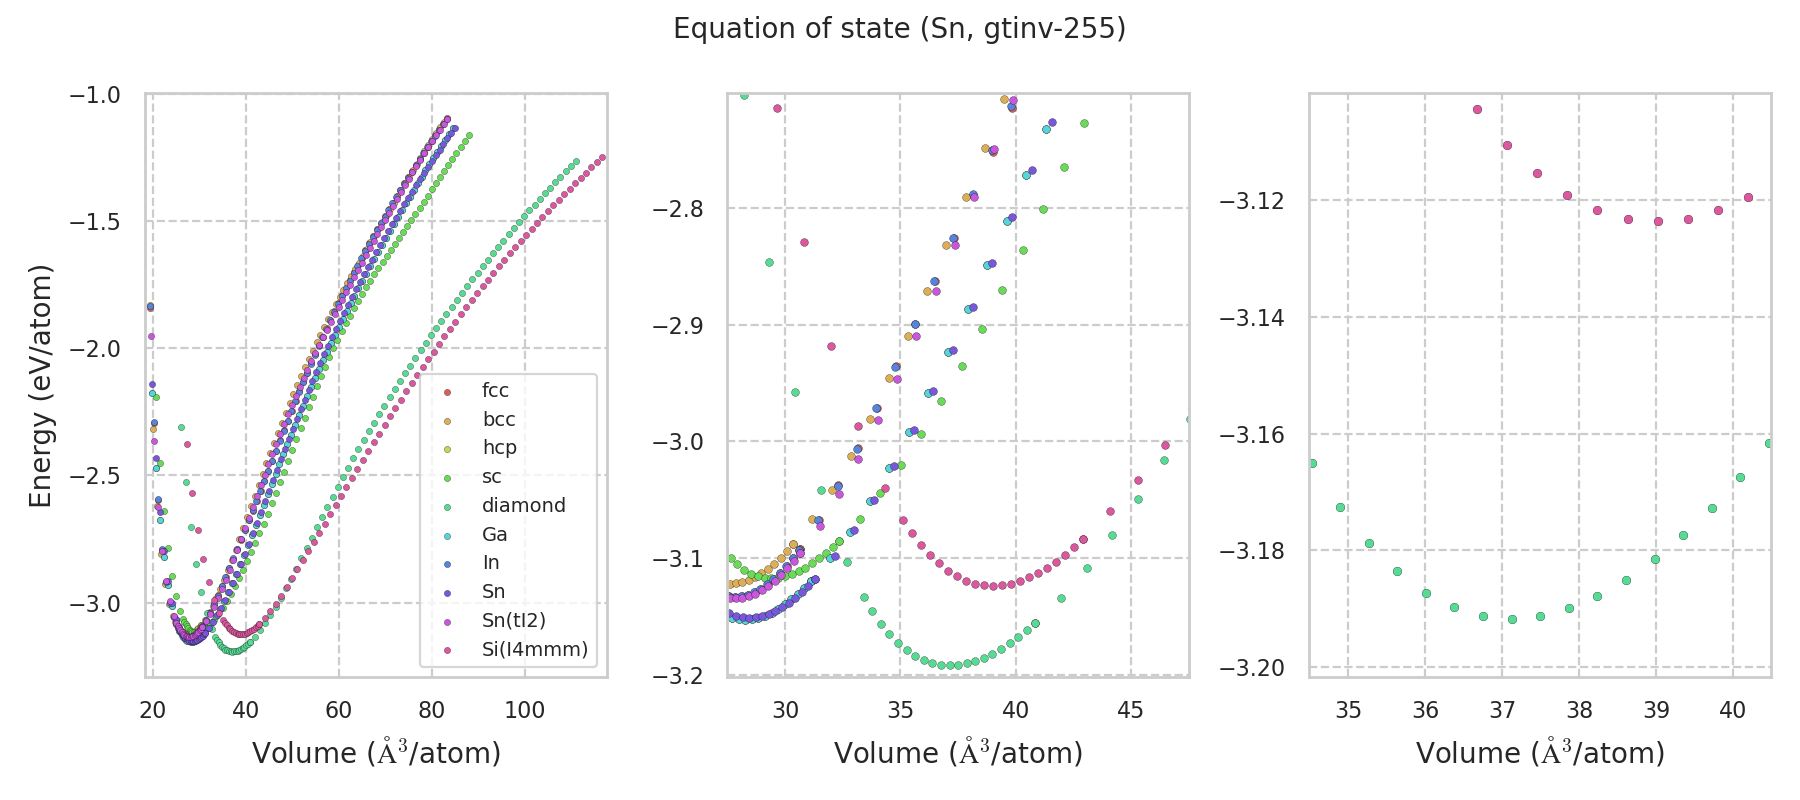 Equation of state (Sn, gtinv-255)
Energy (eV/atom)
−1.0
−1.5
−2.0
−2.5
−3.0
20 40 60 80 100
Volume (Å³/atom)
fcc
bcc
hcp
sc
diamond
Ga
In
Sn
Sn(tI2)
Si(I4mmm)
−2.8
−2.9
−3.0
−3.1
−3.2
30 35 40 45
Volume (Å³/atom)
−3.12
−3.14
−3.16
−3.18
−3.20
35 36 37 38 39 40
Volume (Å³/atom)